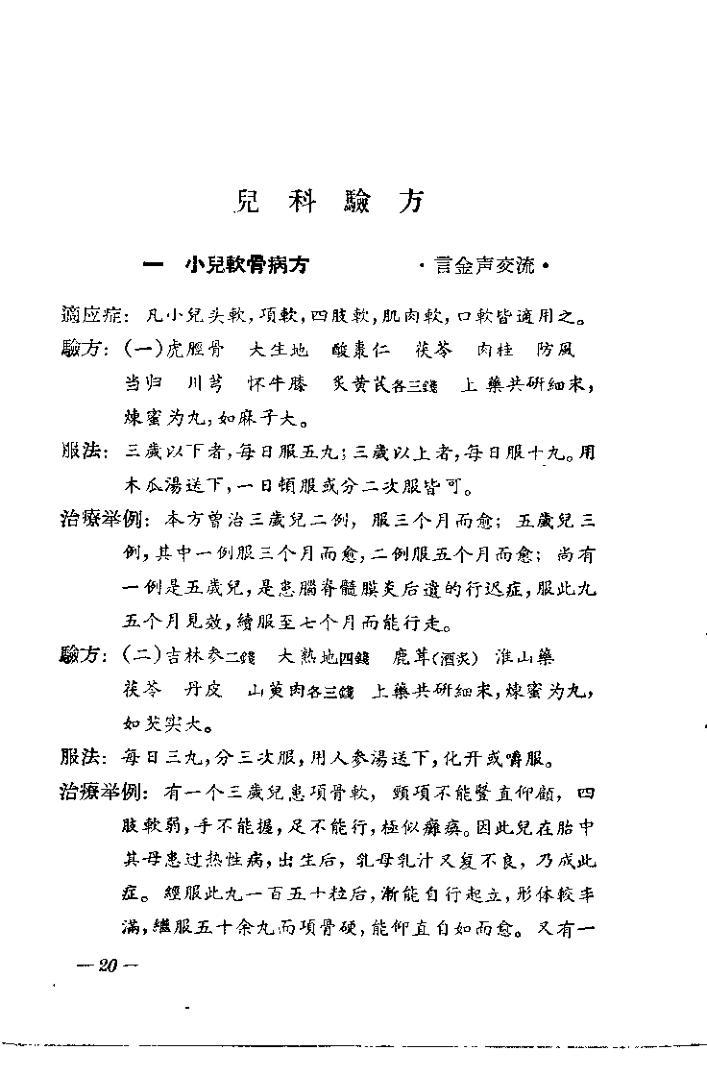 兒科驗方
一 小兒軟骨病方 ·言金声交流·
適应症：凡小兒头軟，項軟，四肢軟，肌肉軟，口軟皆適用之。
驗方：(一)虎脛骨 大生地 酸棗仁 茯苓 肉桂 防風
当归 川芎 怀牛膝 炙黄芪各三錢 上藥共研細末，
煉蜜为丸，如麻子大。
服法：三歲以下者，每日服五丸；三歲以上者，每日服十丸。用
木瓜湯送下，一日頓服或分二次服皆可。
治療举例：本方曾治三歲兒二例，服三个月而愈；五歲兒三
例，其中一例服三个月而愈，二例服五个月而愈；尚有
一例是五歲兒，是患腦脊髓膜炎后遺的行迟症，服此丸
五个月見效，續服至七个月而能行走。
驗方：(二)吉林参二錢 大熟地四錢 鹿茸(酒炙) 淮山藥
茯苓 丹皮 山萸肉各三錢 上藥共研細末，煉蜜为丸，
如芡实大。
服法：每日三丸，分三次服，用人参湯送下，化开或嚼服。
治療举例：有一个三歲兒患項骨軟，頸項不能豎直仰顧，四
肢軟弱，手不能握，足不能行，極似癱瘓。因此兒在胎中
其母患过热性病，出生后，乳母乳汁又复不良，乃成此
症。經服此丸一百五十粒后，漸能自行起立，形体較丰
滿，繼服五十余丸而項骨硬，能仰直自如而愈。又有一
—20—